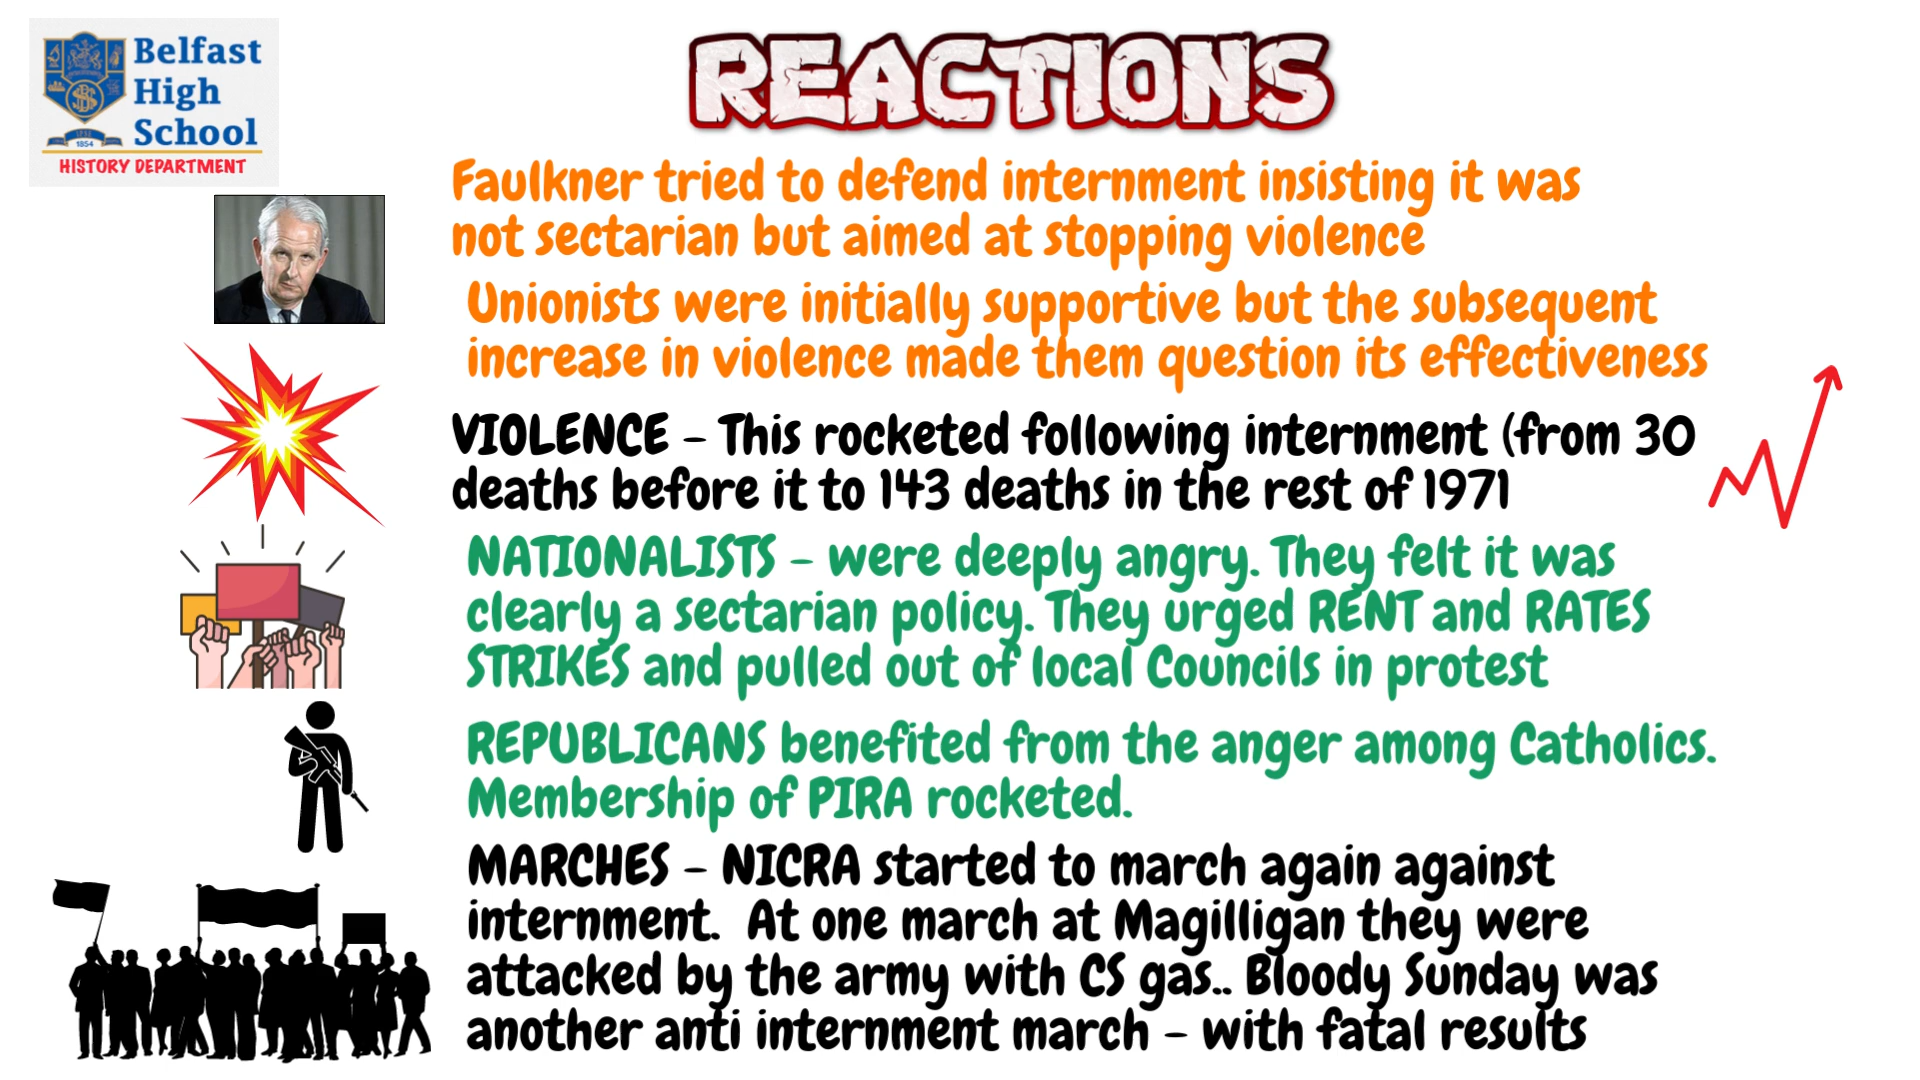 Belfast
High
School
1854
HISTORY DEPARTMENT
REACTIONS
Faulkner tried to defend internment insisting it was
not sectarian but aimed at stopping violence
Unionists were initially supportive but the subsequent
increase in violence made them question its effectiveness
VIOLENCE - This rocketed following internment (from 30
deaths before it to 143 deaths in the rest of 1971
NATIONALISTS - were deeply angry. They felt it was
clearly a sectarian policy. They urged RENT and RATES
STRIKES and pulled out of local Councils in protest
REPUBLICANS benefited from the anger among Catholics.
Membership of PIRA rocketed.
MARCHES - NICRA started to march again against
internment. At one march at Magilligan they were
attacked by the army with CS gas.. Bloody Sunday was
another anti internment march - with fatal results